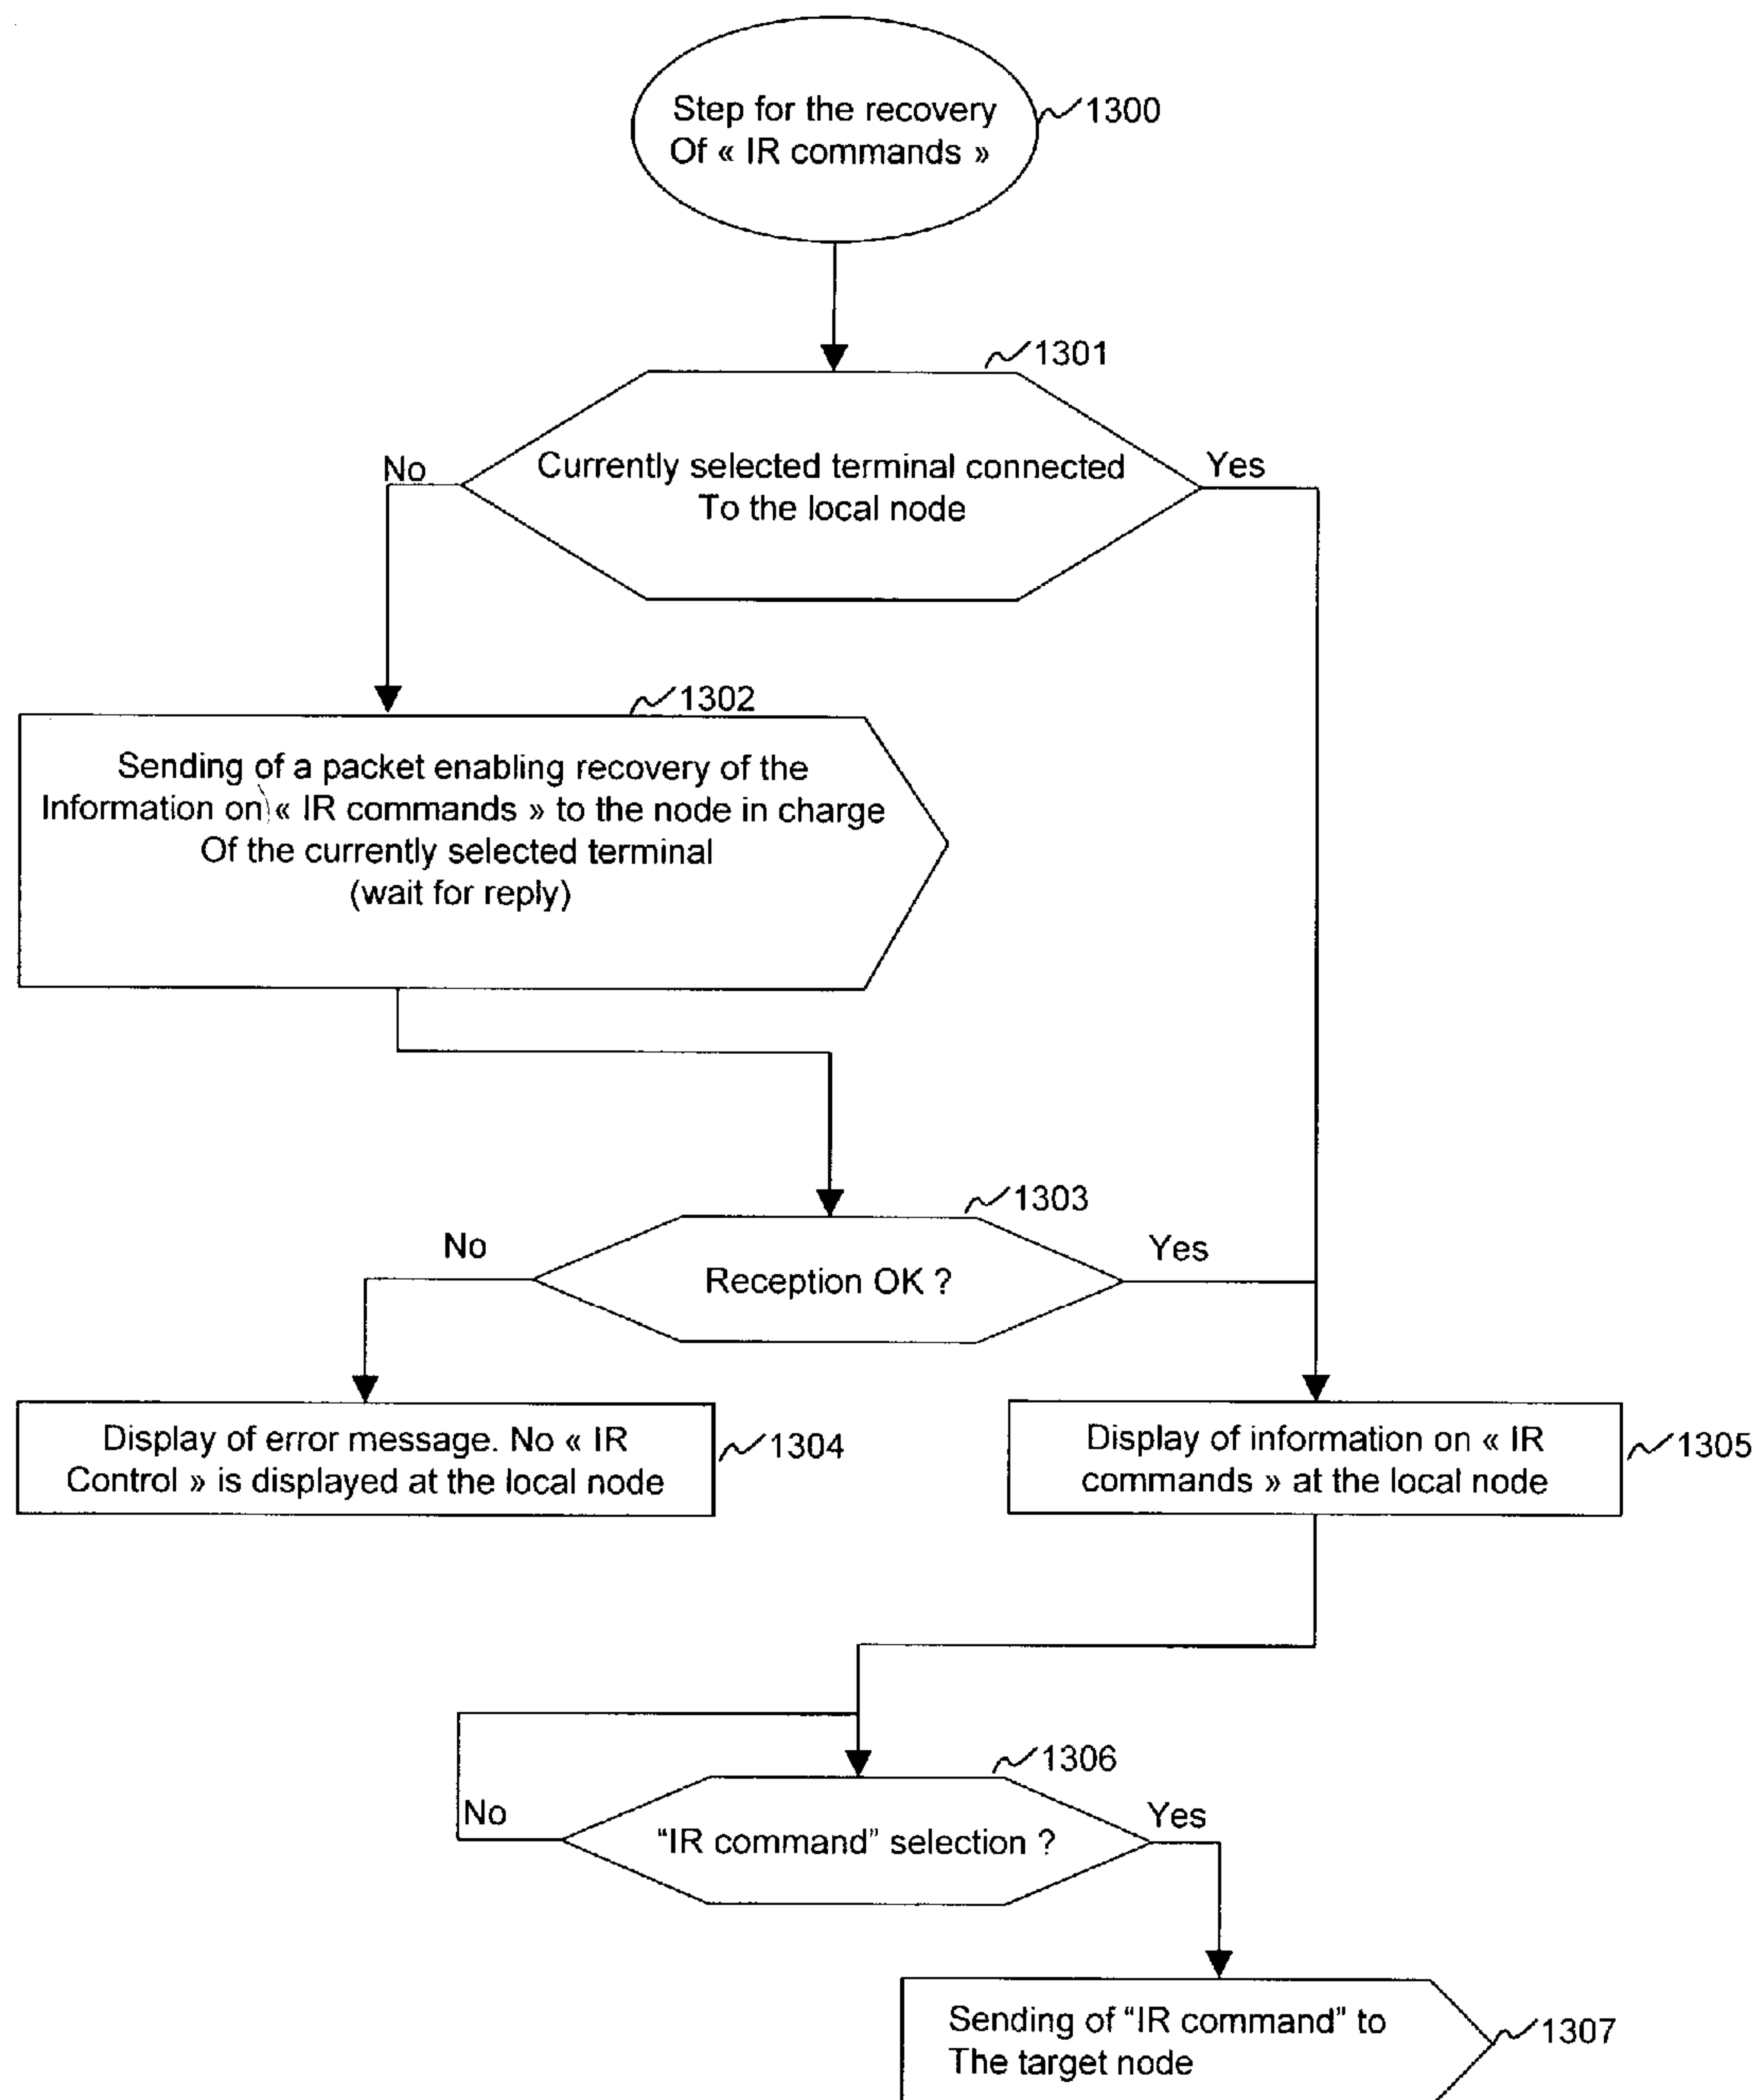 Step for the recovery
Of « IR commands »
1300
1301
Currently selected terminal connected
To the local node
No
Yes
1302
Sending of a packet enabling recovery of the
Information on « IR commands » to the node in charge
Of the currently selected terminal
(wait for reply)
1303
No
Yes
Reception OK ?
Display of error message. No « IR
Control » is displayed at the local node
1304
Display of information on « IR
commands » at the local node
1305
1306
No
Yes
“IR command” selection ?
Sending of “IR command” to
The target node
1307